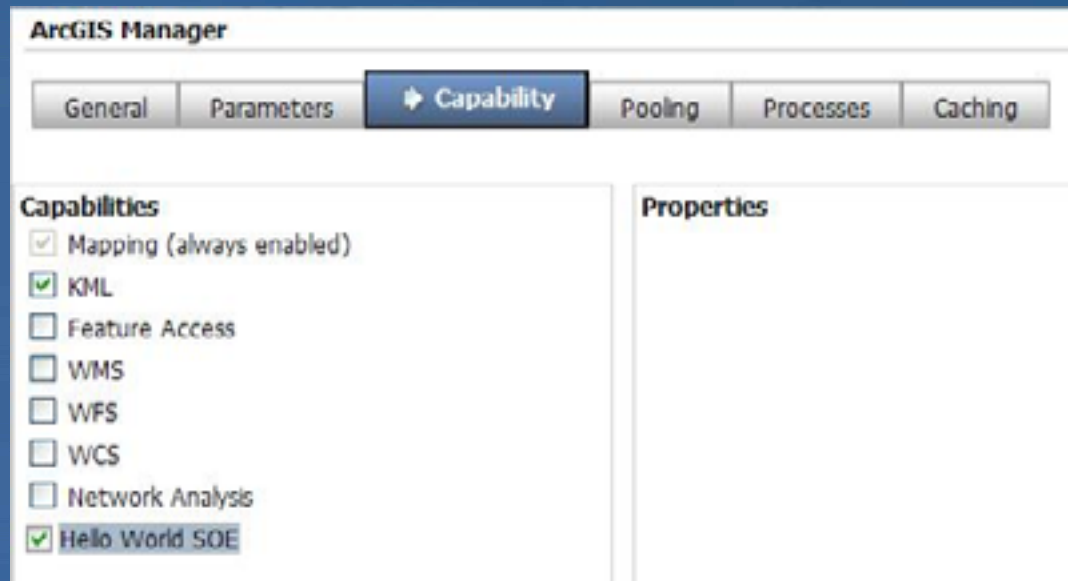 ArcGIS Manager
General Parameters Capability Pooling Processes Caching
Capabilities
Mapping (always enabled)
KML
Feature Access
WMS
WFS
WCS
Network Analysis
Hello World SOE
Properties